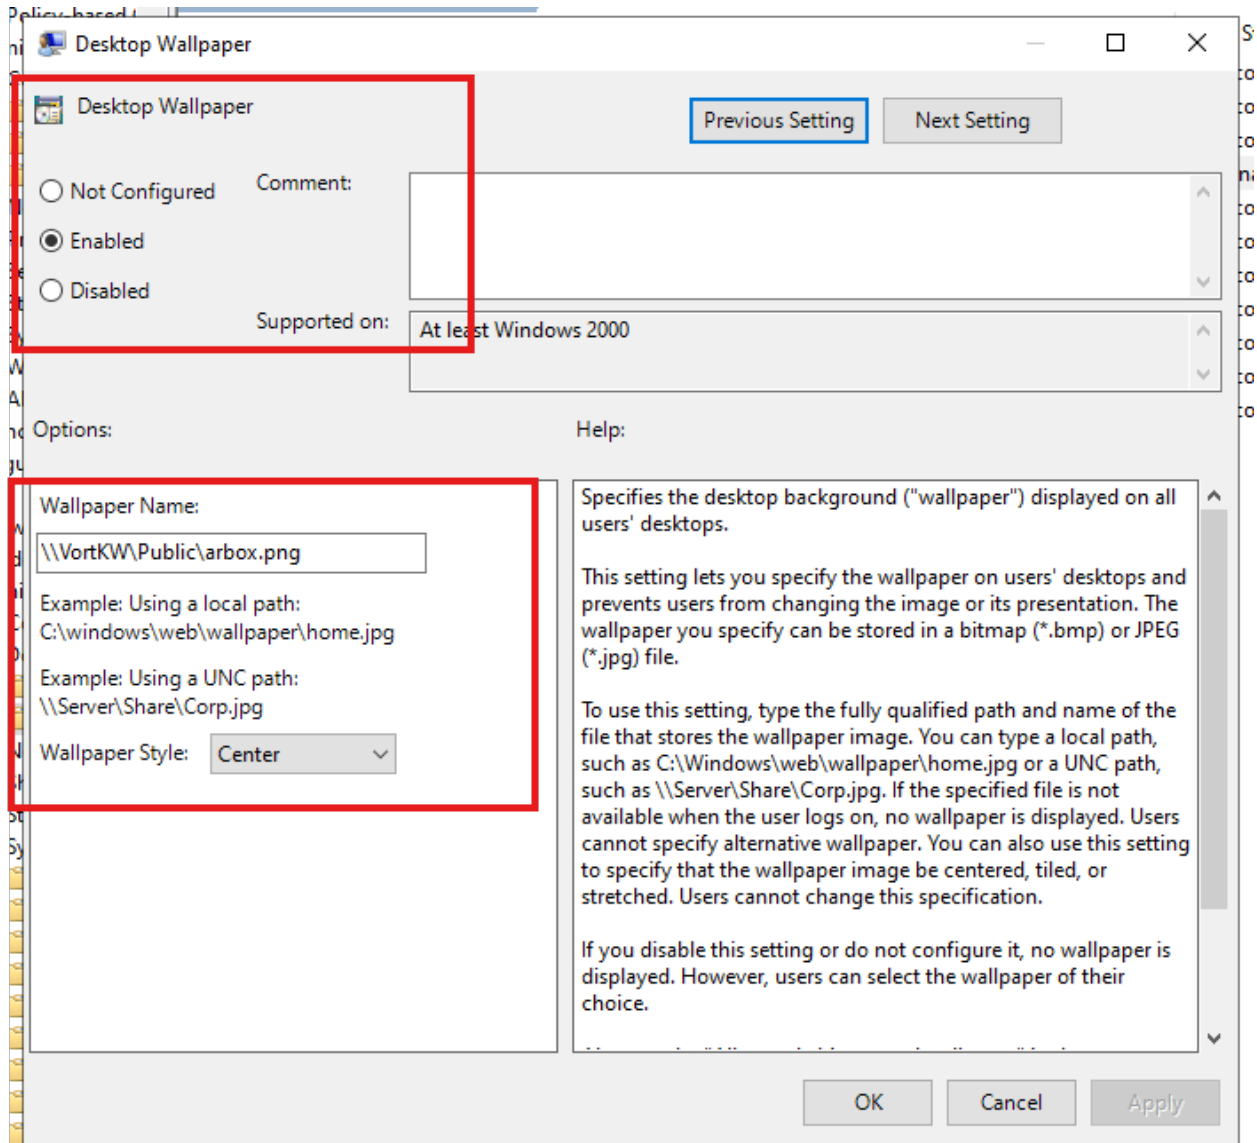 Policy-based
Desktop Wallpaper
Desktop Wallpaper
Previous Setting
Next Setting
Not Configured
Comment:
Enabled
Disabled
Supported on:
At least Windows 2000
Options:
Help:
Wallpaper Name:
\\VortKW\Public\arbox.png
Example: Using a local path:
C:\windows\web\wallpaper\home.jpg
Example: Using a UNC path:
\\Server\Share\Corp.jpg
Wallpaper Style:
Center
Specifies the desktop background ("wallpaper") displayed on all
users' desktops.
This setting lets you specify the wallpaper on users' desktops and
prevents users from changing the image or its presentation. The
wallpaper you specify can be stored in a bitmap (*.bmp) or JPEG
(*.jpg) file.
To use this setting, type the fully qualified path and name of the
file that stores the wallpaper image. You can type a local path,
such as C:\Windows\web\wallpaper\home.jpg or a UNC path,
such as \\Server\Share\Corp.jpg. If the specified file is not
available when the user logs on, no wallpaper is displayed. Users
cannot specify alternative wallpaper. You can also use this setting
to specify that the wallpaper image be centered, tiled, or
stretched. Users cannot change this specification.
If you disable this setting or do not configure it, no wallpaper is
displayed. However, users can select the wallpaper of their
choice.
OK
Cancel
Apply